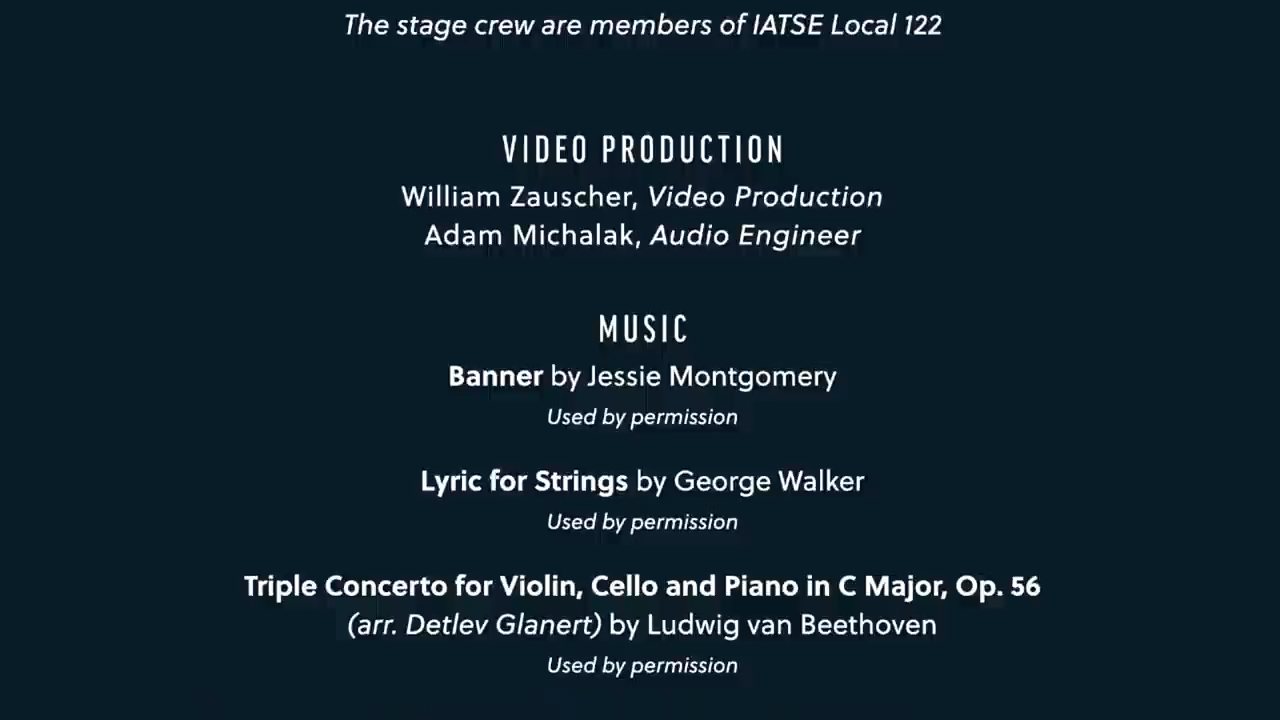 The stage crew are members of IATSE Local 122
VIDEO PRODUCTION
William Zauscher, Video Production
Adam Michalak, Audio Engineer
MUSIC
Banner by Jessie Montgomery
Used by permission
Lyric for Strings by George Walker
Used by permission
Triple Concerto for Violin, Cello and Piano in C Major, Op. 56
(arr. Detlev Glanert) by Ludwig van Beethoven
Used by permission